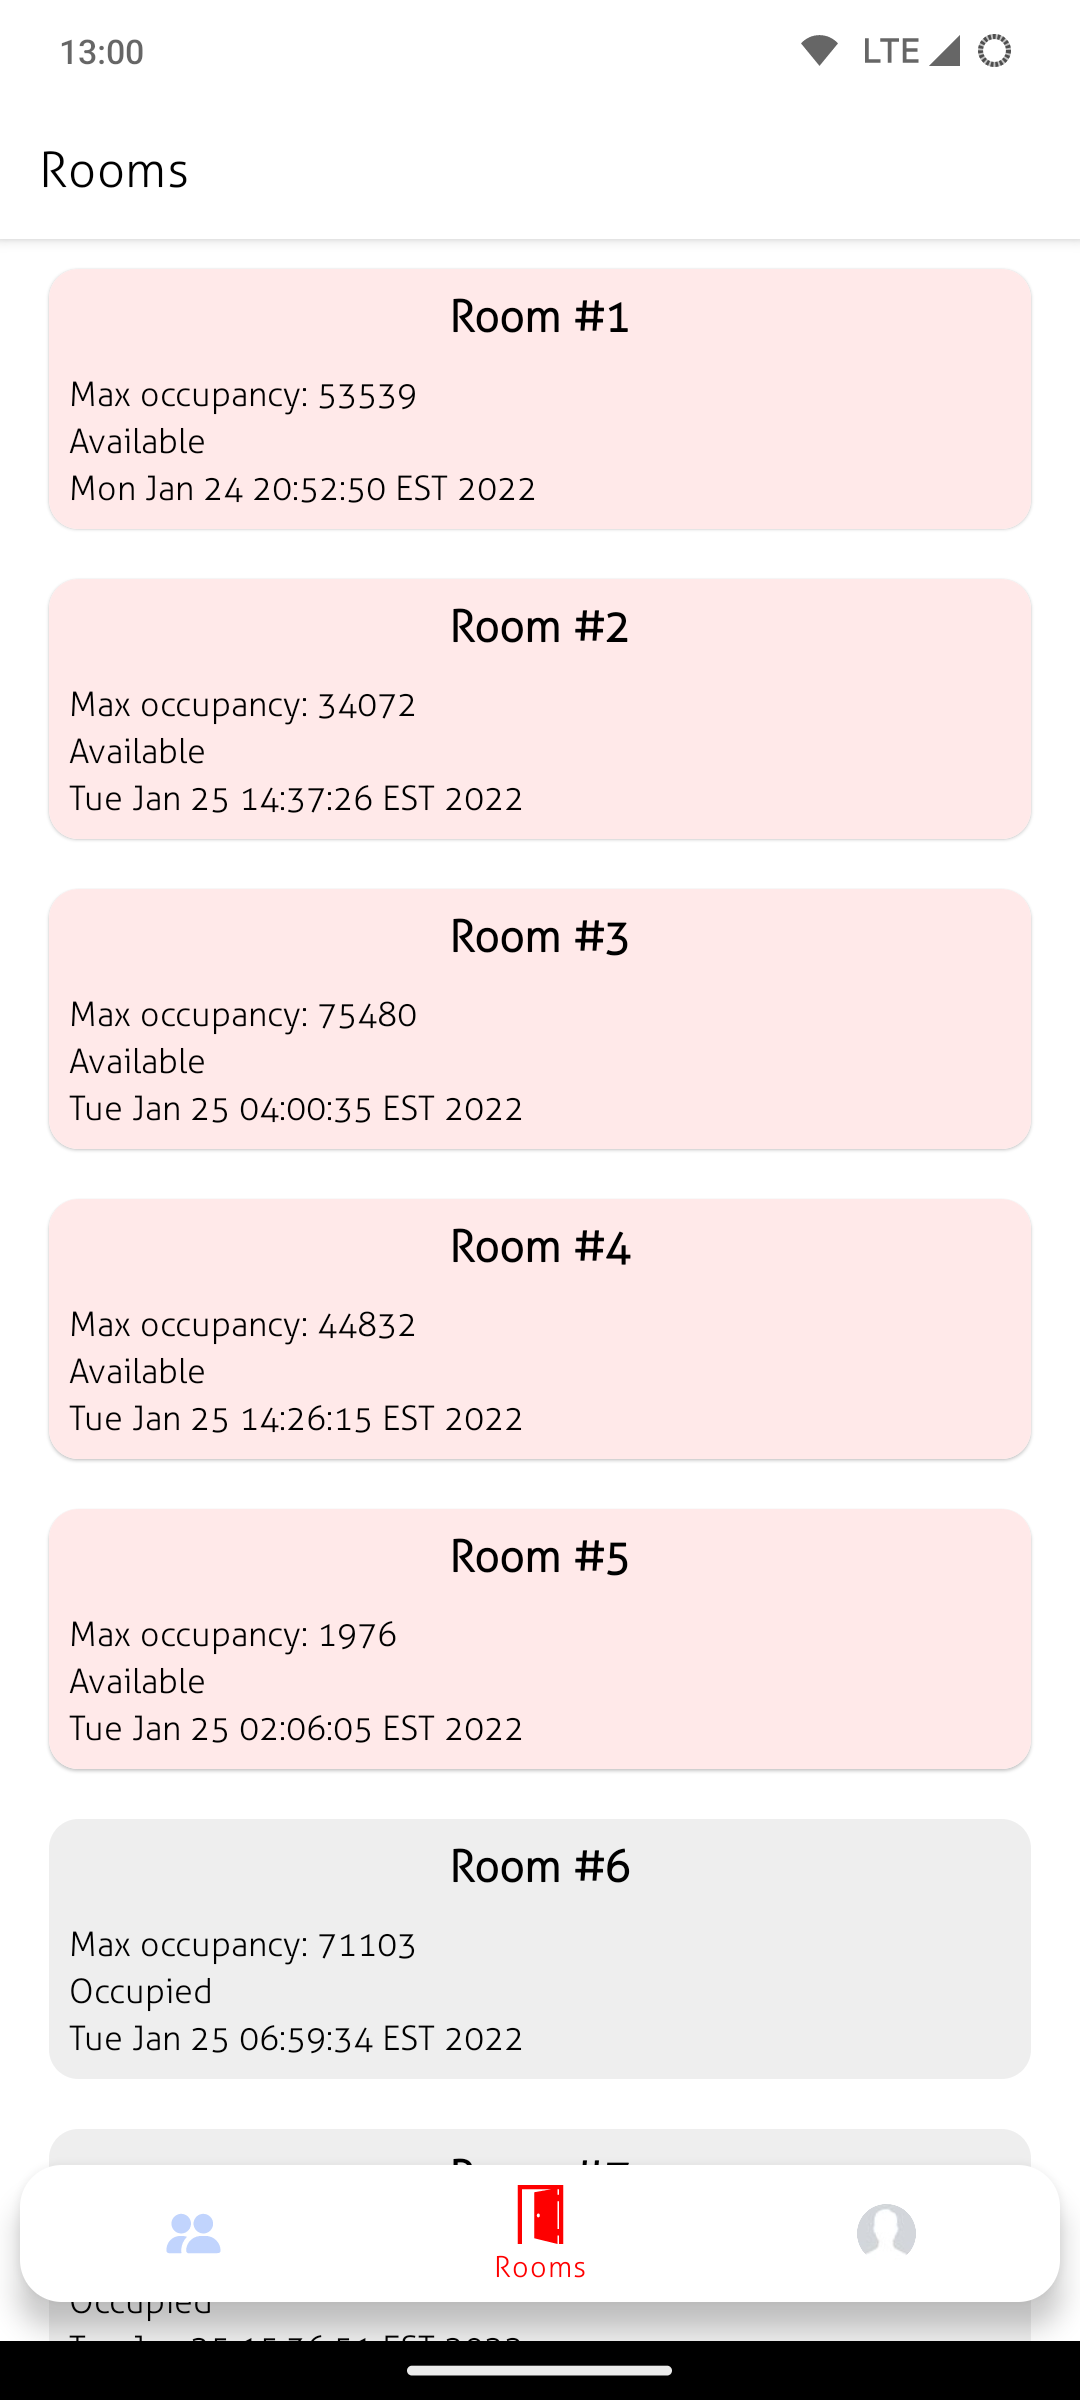 13:00
LTE
Rooms
Room #1
Max occupancy: 53539
Available
Mon Jan 24 20:52:50 EST 2022
Room #2
Max occupancy: 34072
Available
Tue Jan 25 14:37:26 EST 2022
Room #3
Max occupancy: 75480
Available
Tue Jan 25 04:00:35 EST 2022
Room #4
Max occupancy: 44832
Available
Tue Jan 25 14:26:15 EST 2022
Room #5
Max occupancy: 1976
Available
Tue Jan 25 02:06:05 EST 2022
Room #6
Max occupancy: 71103
Occupied
Tue Jan 25 06:59:34 EST 2022
Rooms
Occupied